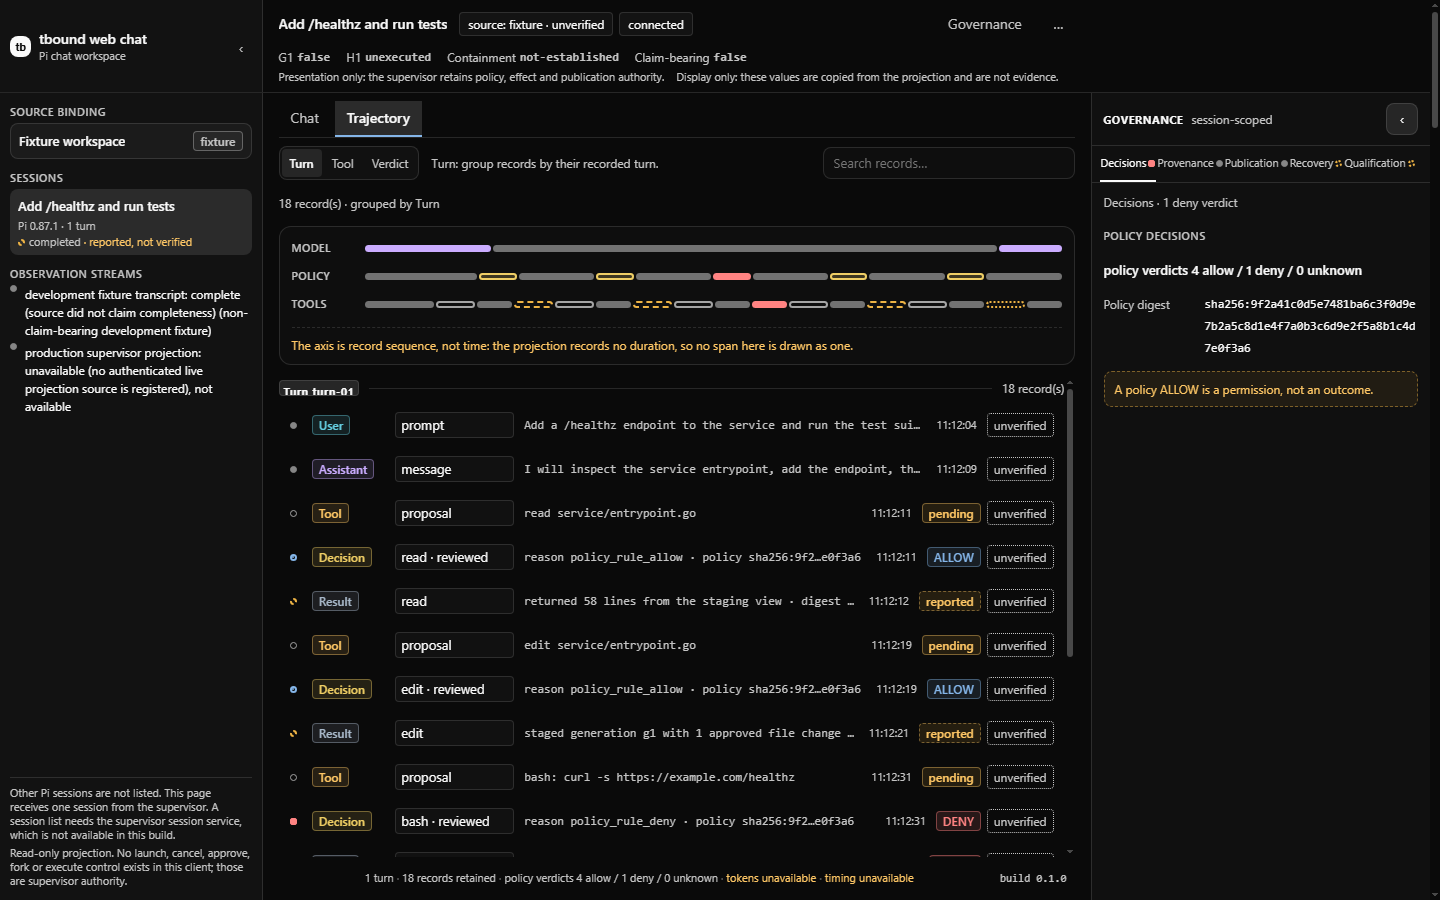 tb
tbound web chat
Pi chat workspace
‹
SOURCE BINDING
Fixture workspace
fixture
SESSIONS
Add /healthz and run tests
Pi 0.87.1 · 1 turn
completed · reported, not verified
OBSERVATION STREAMS
development fixture transcript: complete
(source did not claim completeness) (non-
claim-bearing development fixture)
production supervisor projection:
unavailable (no authenticated live
projection source is registered), not
available
Other Pi sessions are not listed. This page
receives one session from the supervisor. A
session list needs the supervisor session service,
which is not available in this build.
Read-only projection. No launch, cancel, approve,
fork or execute control exists in this client; those
are supervisor authority.
Add /healthz and run tests
source: fixture · unverified
connected
Governance
...
G1 false H1 unexecuted Containment not-established Claim-bearing false
Presentation only: the supervisor retains policy, effect and publication authority. Display only: these values are copied from the projection and are not evidence.
Chat
Trajectory
Turn Tool Verdict
Turn: group records by their recorded turn.
Search records...
18 record(s) · grouped by Turn
MODEL
POLICY
TOOLS
The axis is record sequence, not time: the projection records no duration, so no span here is drawn as one.
Turn turn-01
18 record(s)
User prompt Add a /healthz endpoint to the service and run the test sui… 11:12:04 unverified
Assistant message I will inspect the service entrypoint, add the endpoint, th… 11:12:09 unverified
Tool proposal read service/entrypoint.go 11:12:11 pending unverified
Decision read · reviewed reason policy_rule_allow · policy sha256:9f2…e0f3a6 11:12:11 ALLOW unverified
Result read returned 58 lines from the staging view · digest … 11:12:12 reported unverified
Tool proposal edit service/entrypoint.go 11:12:19 pending unverified
Decision edit · reviewed reason policy_rule_allow · policy sha256:9f2…e0f3a6 11:12:19 ALLOW unverified
Result edit staged generation g1 with 1 approved file change … 11:12:21 reported unverified
Tool proposal bash: curl -s https://example.com/healthz 11:12:31 pending unverified
Decision bash · reviewed reason policy_rule_deny · policy sha256:9f2…e0f3a6 11:12:31 DENY unverified
1 turn · 18 records retained · policy verdicts 4 allow / 1 deny / 0 unknown · tokens unavailable · timing unavailable
build 0.1.0
GOVERNANCE session-scoped
‹
Decisions Provenance Publication Recovery Qualification
Decisions · 1 deny verdict
POLICY DECISIONS
policy verdicts 4 allow / 1 deny / 0 unknown
Policy digest
sha256:9f2a41c0d5e7481ba6c3f0d9e
7b2a5c8d1e4f7a0b3c6d9e2f5a8b1c4d
7e0f3a6
A policy ALLOW is a permission, not an outcome.